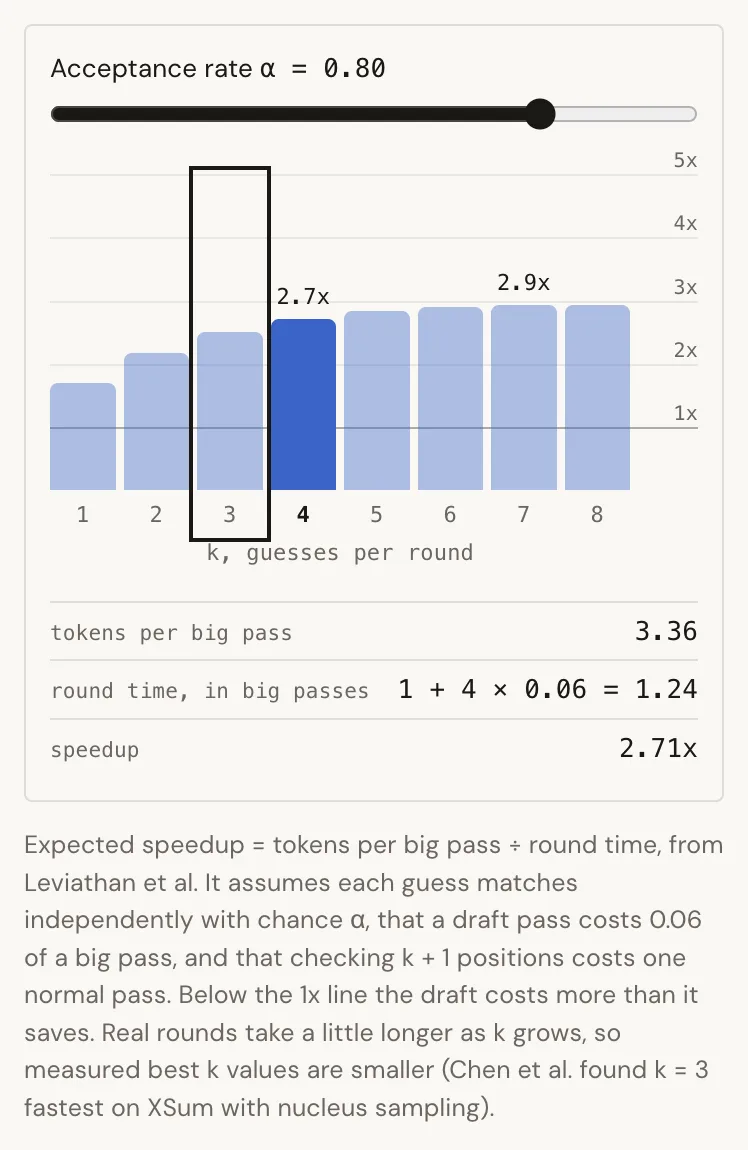 Acceptance rate α = 0.80
5x
4x
3x
2x
1x
2.7x
2.9x
1 2 3 4 5 6 7 8
k, guesses per round
tokens per big pass 3.36
round time, in big passes 1 + 4 × 0.06 = 1.24
speedup 2.71x
Expected speedup = tokens per big pass ÷ round time, from
Leviathan et al. It assumes each guess matches
independently with chance α, that a draft pass costs 0.06
of a big pass, and that checking k + 1 positions costs one
normal pass. Below the 1x line the draft costs more than it
saves. Real rounds take a little longer as k grows, so
measured best k values are smaller (Chen et al. found k = 3
fastest on XSum with nucleus sampling).